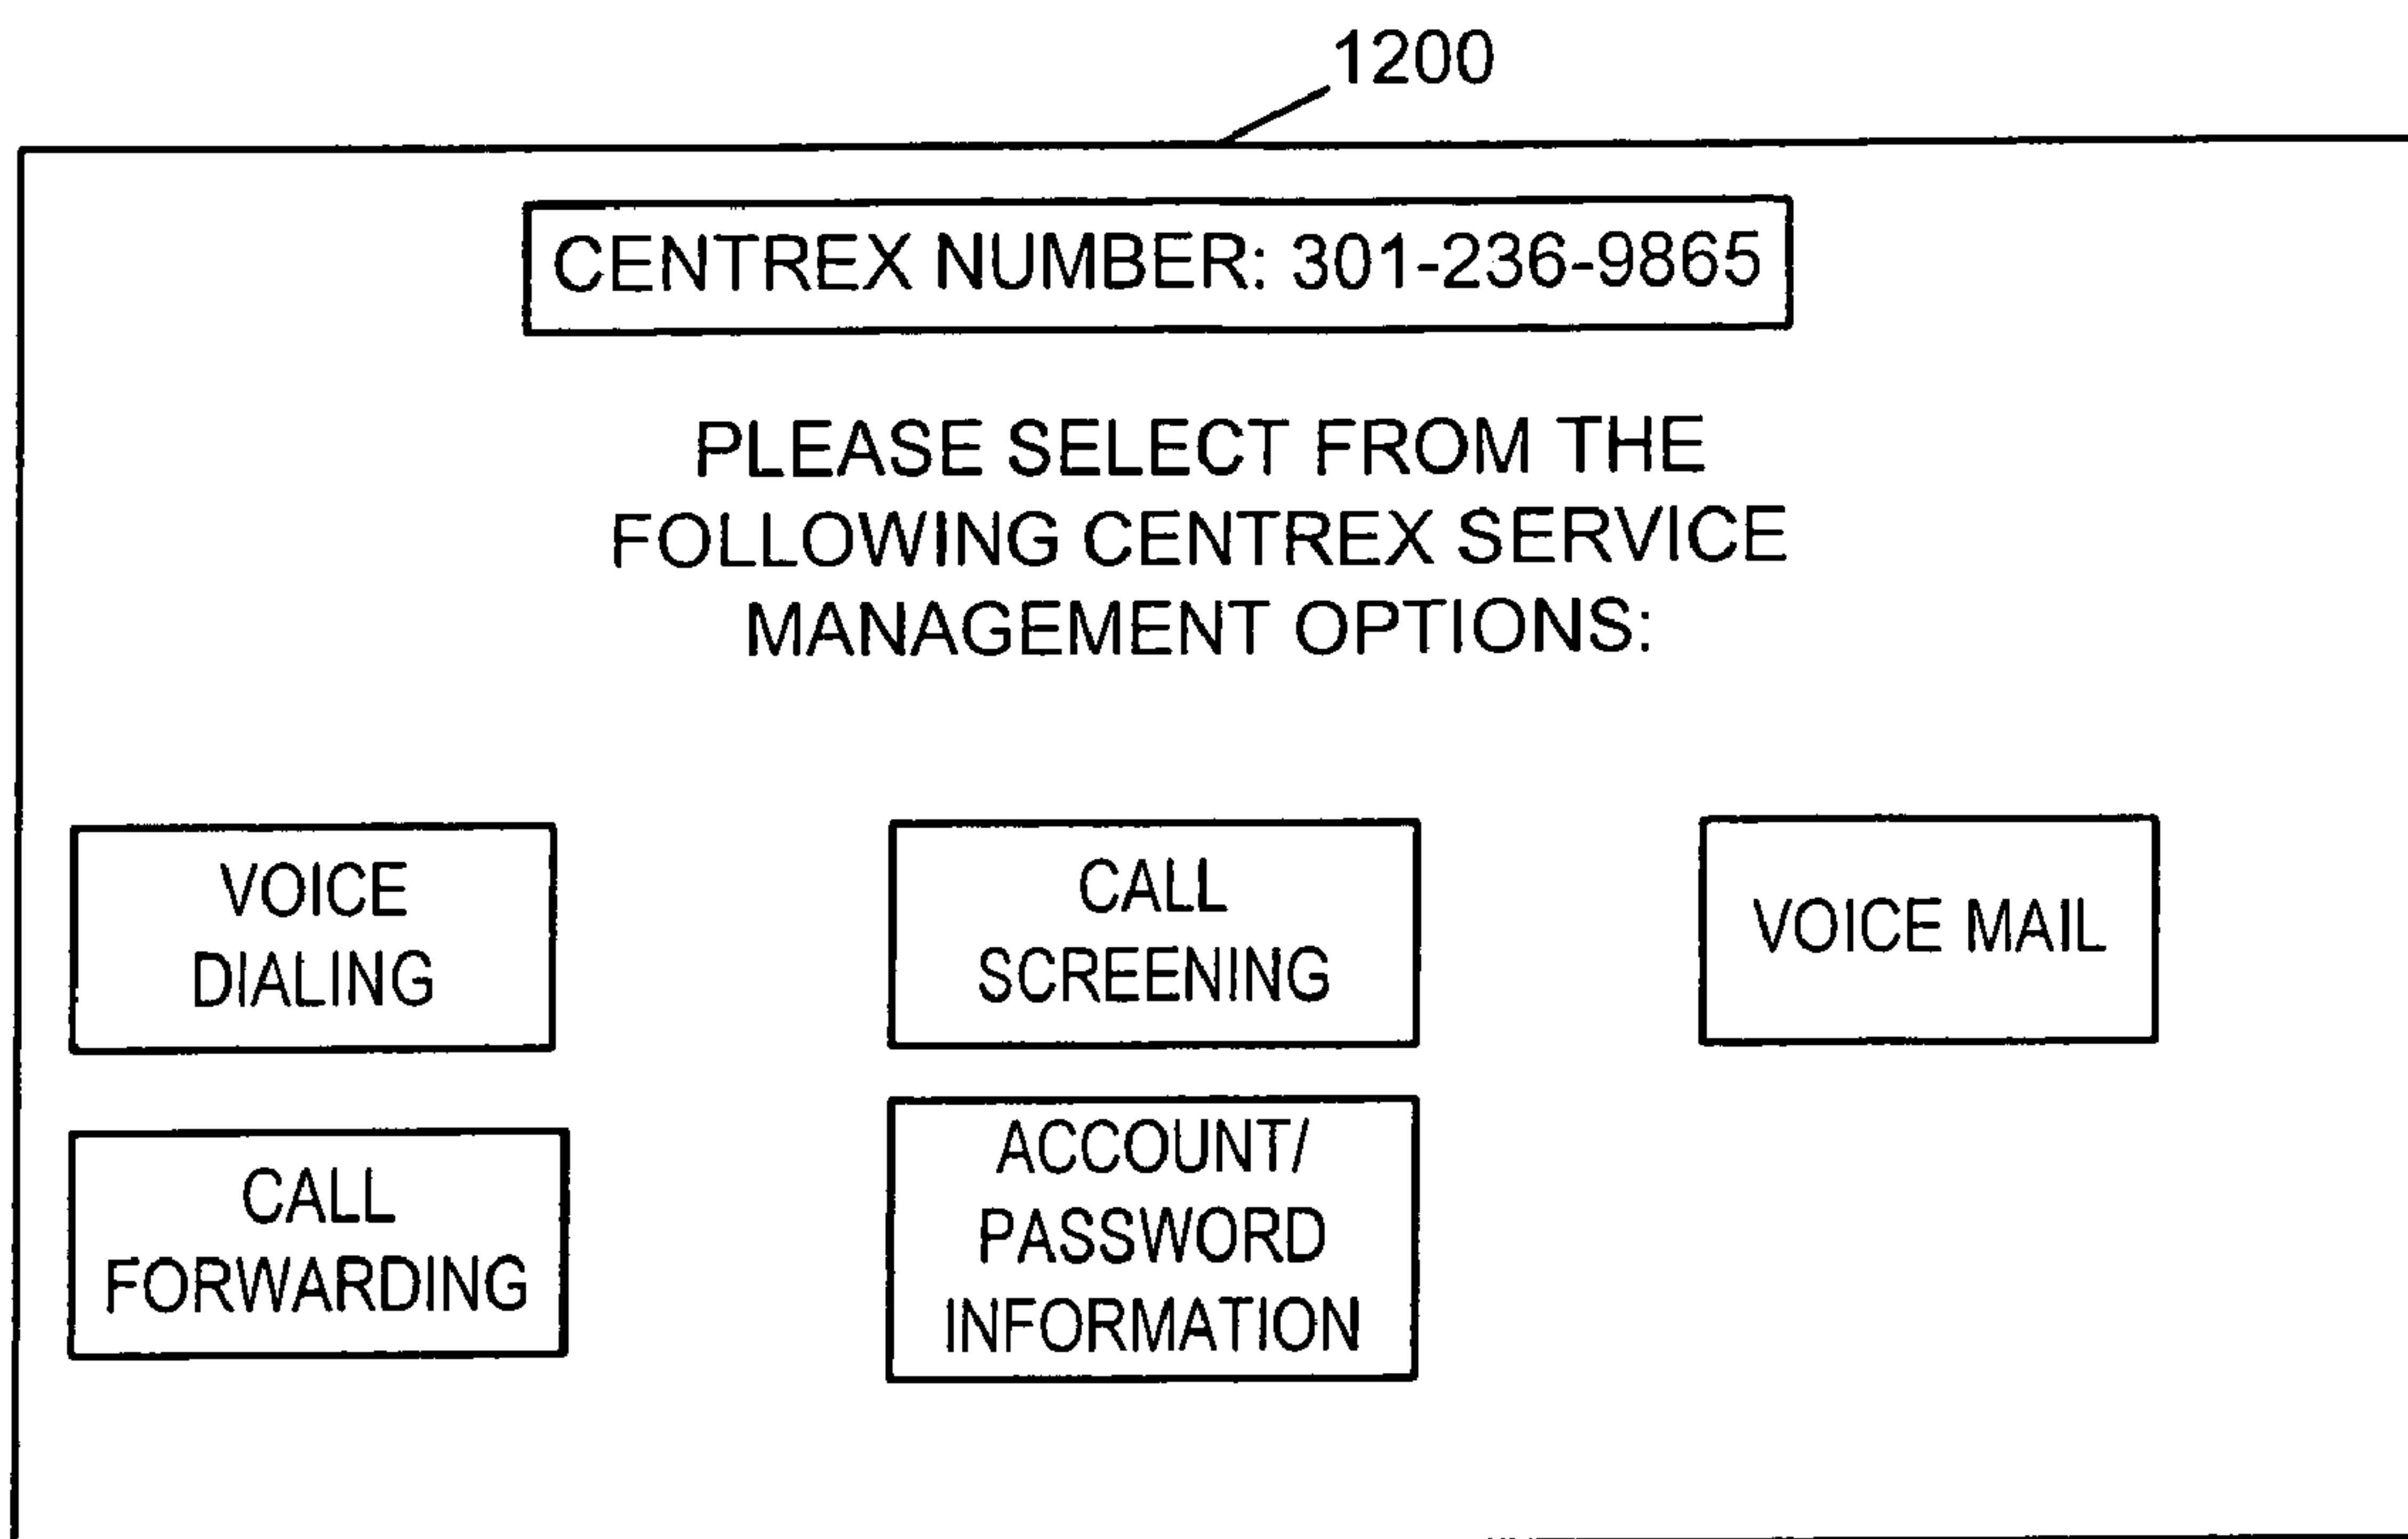 1200
CENTREX NUMBER: 301-236-9865
PLEASE SELECT FROM THE
FOLLOWING CENTREX SERVICE
MANAGEMENT OPTIONS:
VOICE
DIALING
CALL
SCREENING
VOICE MAIL
CALL
FORWARDING
ACCOUNT/
PASSWORD
INFORMATION